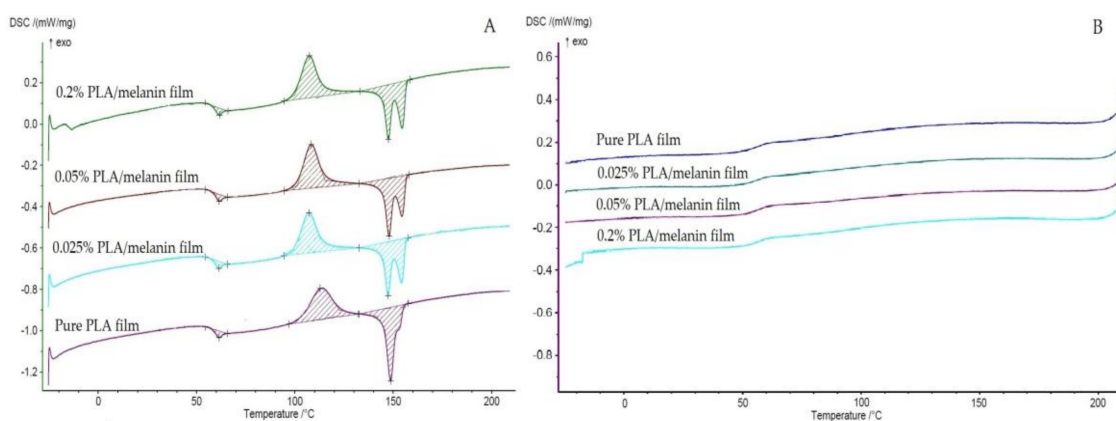 DSC /(mW/mg)
↑ exo
A
0.2
0.0
-0.2
-0.4
-0.6
-0.8
-1.0
-1.2
0.2% PLA/melanin film
0.05% PLA/melanin film
0.025% PLA/melanin film
Pure PLA film
0
50
100
150
200
Temperature /°C
DSC /(mW/mg)
↑ exo
B
0.6
0.4
0.2
0.0
-0.2
-0.4
-0.6
-0.8
Pure PLA film
0.025% PLA/melanin film
0.05% PLA/melanin film
0.2% PLA/melanin film
0
50
100
150
200
Temperature /°C